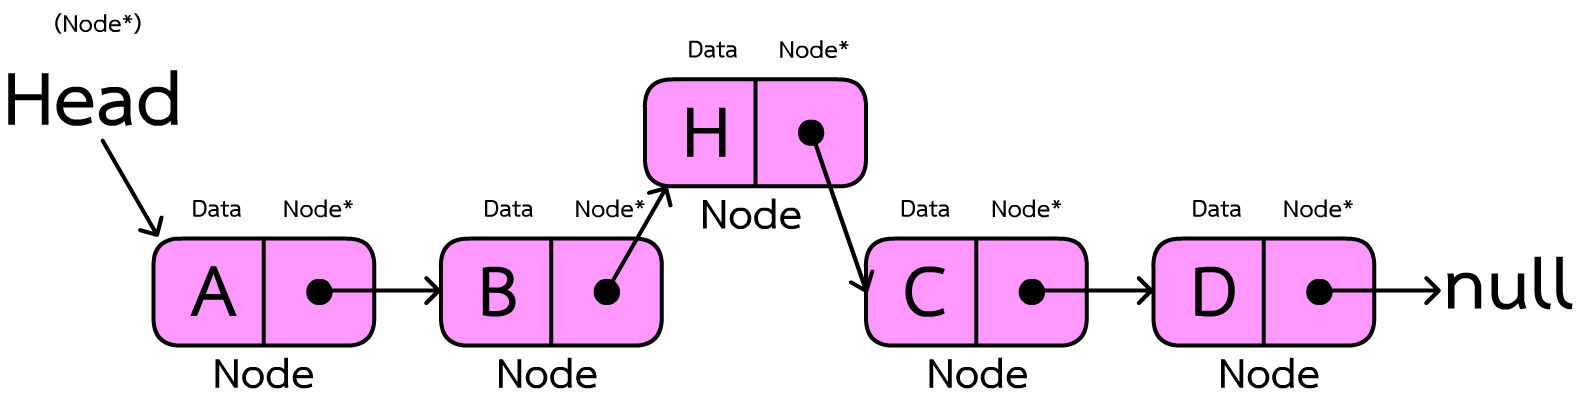 (Node*)
Head
Data Node*
H
Node
Data Node*
A
Node
Data Node*
B
Node
Data Node*
C
Node
Data Node*
D
Node
null